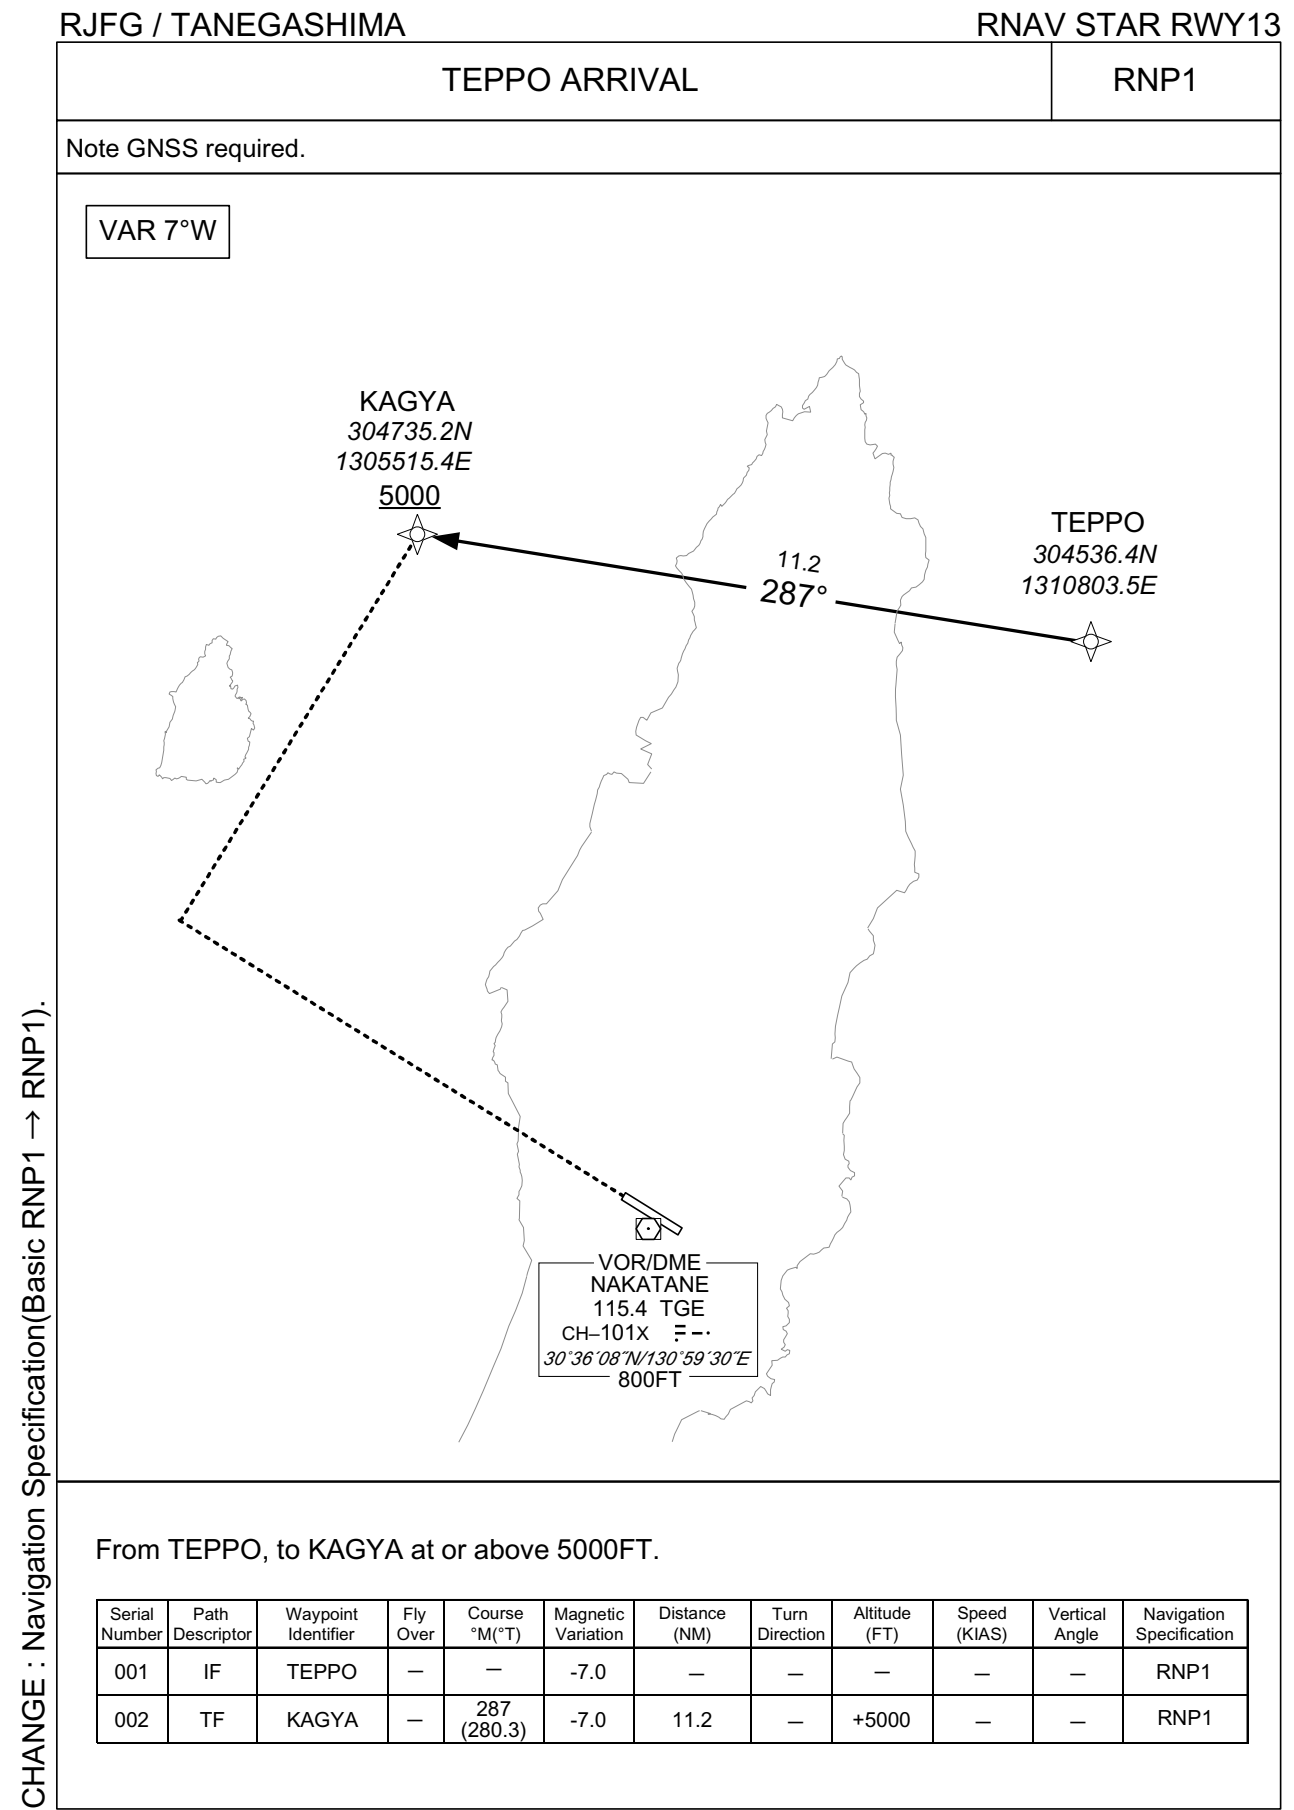 RJFG / TANEGASHIMA
RNAV STAR RWY13
TEPPO ARRIVAL
RNP1
Note GNSS required.
VAR 7°W
KAGYA
304735.2N
1305515.4E
5000
TEPPO
304536.4N
1310803.5E
11.2
287°
VOR/DME
NAKATANE
115.4 TGE
CH–101X
30°36´08˝N/130°59´30˝E
800FT
From TEPPO, to KAGYA at or above 5000FT.
Serial Number Path Descriptor Waypoint Identifier Fly Over Course °M(°T) Magnetic Variation Distance (NM) Turn Direction Altitude (FT) Speed (KIAS) Vertical Angle Navigation Specification
001 IF TEPPO — — -7.0 — — — — — RNP1
002 TF KAGYA — 287 (280.3) -7.0 11.2 — +5000 — — RNP1
CHANGE : Navigation Specification(Basic RNP1 → RNP1).